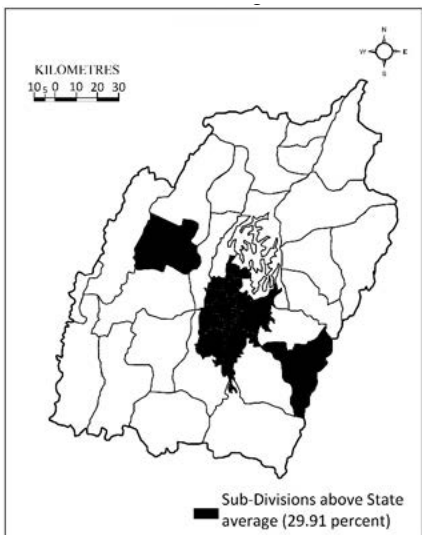 N
W E
S
KILOMETRES
10 5 0 10 20 30
Sub-Divisions above State
average (29.91 percent)